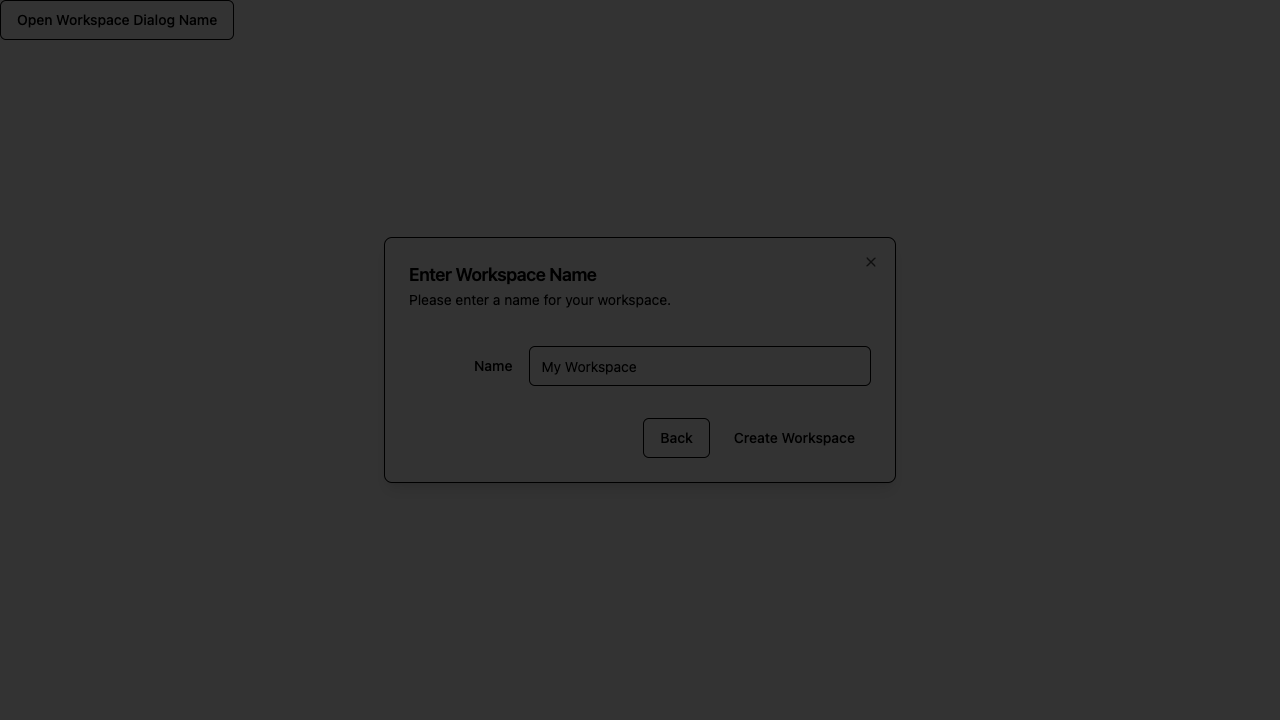 Open Workspace Dialog Name
Enter Workspace Name
Please enter a name for your workspace.
Name
My Workspace
Back
Create Workspace